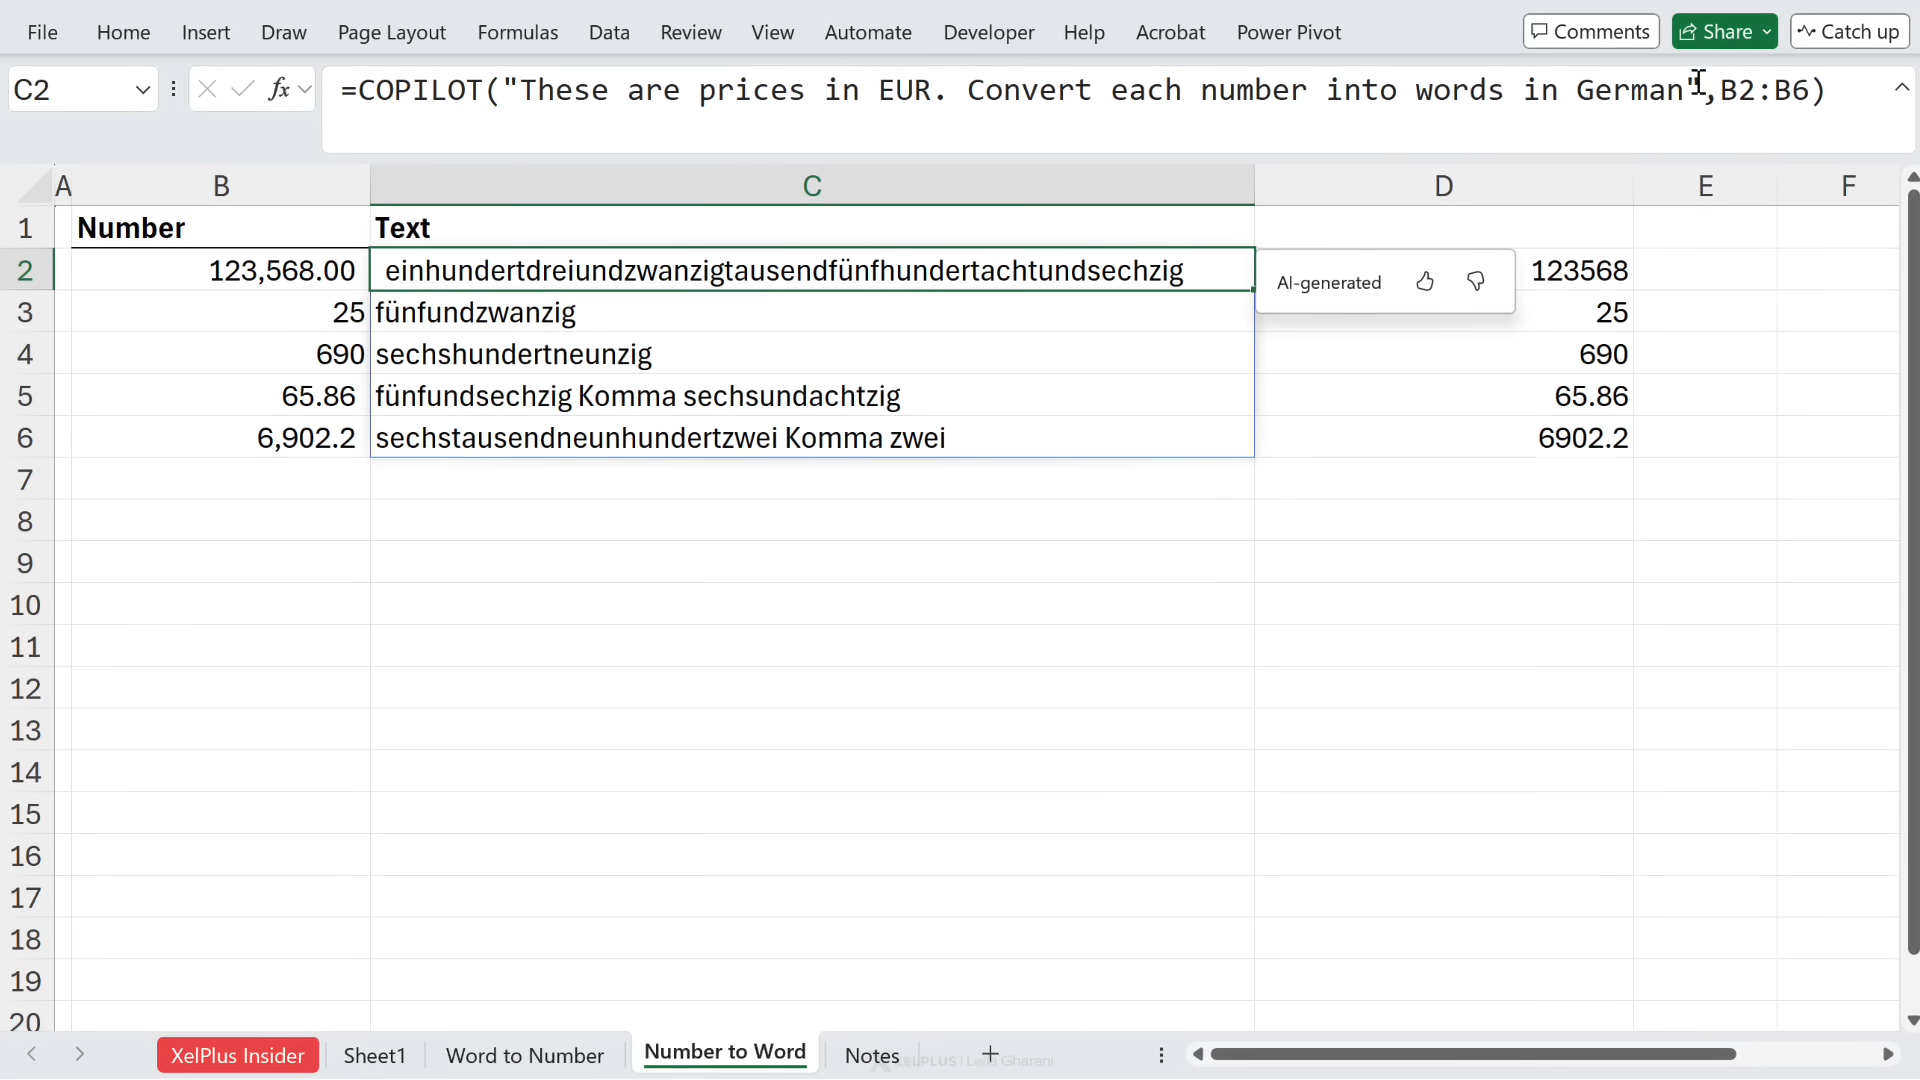 File Home Insert Draw Page Layout Formulas Data Review View Automate Developer Help Acrobat Power Pivot Comments Share Catch up
C2 fx =COPILOT("These are prices in EUR. Convert each number into words in German",B2:B6)
A B C D E F
1 Number Text
2 123,568.00 einhundertdreiundzwanzigtausendfünfhundertachtundsechzig AI-generated 123568
3 25 fünfundzwanzig 25
4 690 sechshundertneunzig 690
5 65.86 fünfundsechzig Komma sechsundachtzig 65.86
6 6,902.2 sechstausendneunhundertzwei Komma zwei 6902.2
7
8
9
10
11
12
13
14
15
16
17
18
19
20
XelPlus Insider Sheet1 Word to Number Number to Word Notes
XELPLUS | Leila Gharani